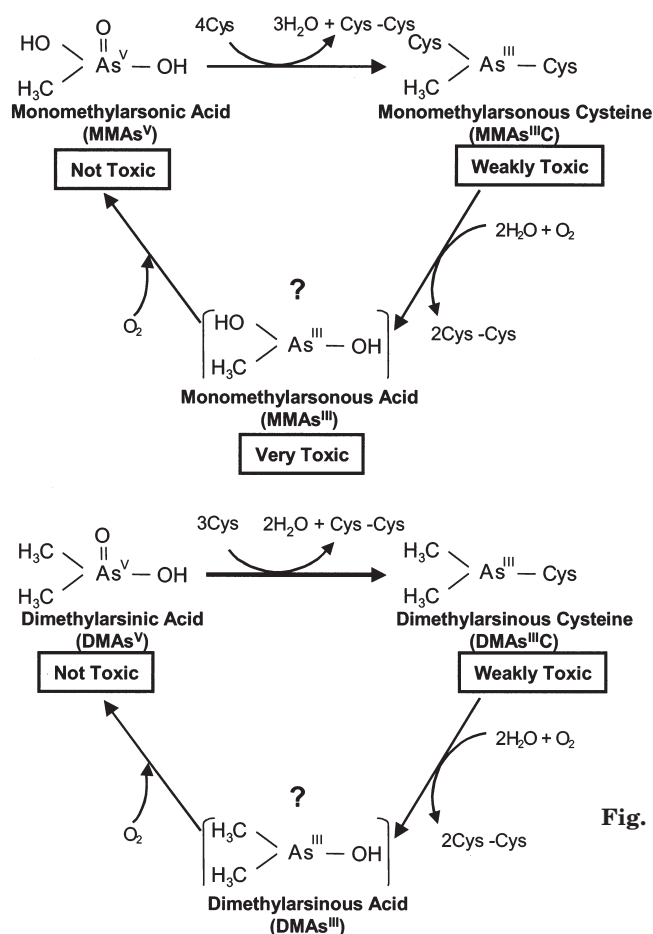 O
HO
As^V — OH
H₃C
Monomethylarsonic Acid
(MMAs^V)
Not Toxic
4Cys
3H₂O + Cys -Cys
Cys
As^III — Cys
H₃C
Monomethylarsonous Cysteine
(MMAs^IIIC)
Weakly Toxic
2H₂O + O₂
2Cys -Cys
O₂
?
HO
As^III — OH
H₃C
Monomethylarsonous Acid
(MMAs^III)
Very Toxic
O
H₃C
As^V — OH
H₃C
Dimethylarsinic Acid
(DMAs^V)
Not Toxic
3Cys
2H₂O + Cys -Cys
H₃C
As^III — Cys
H₃C
Dimethylarsinous Cysteine
(DMAs^IIIC)
Weakly Toxic
2H₂O + O₂
2Cys -Cys
O₂
?
H₃C
As^III — OH
H₃C
Dimethylarsinous Acid
(DMAs^III)
Fig.